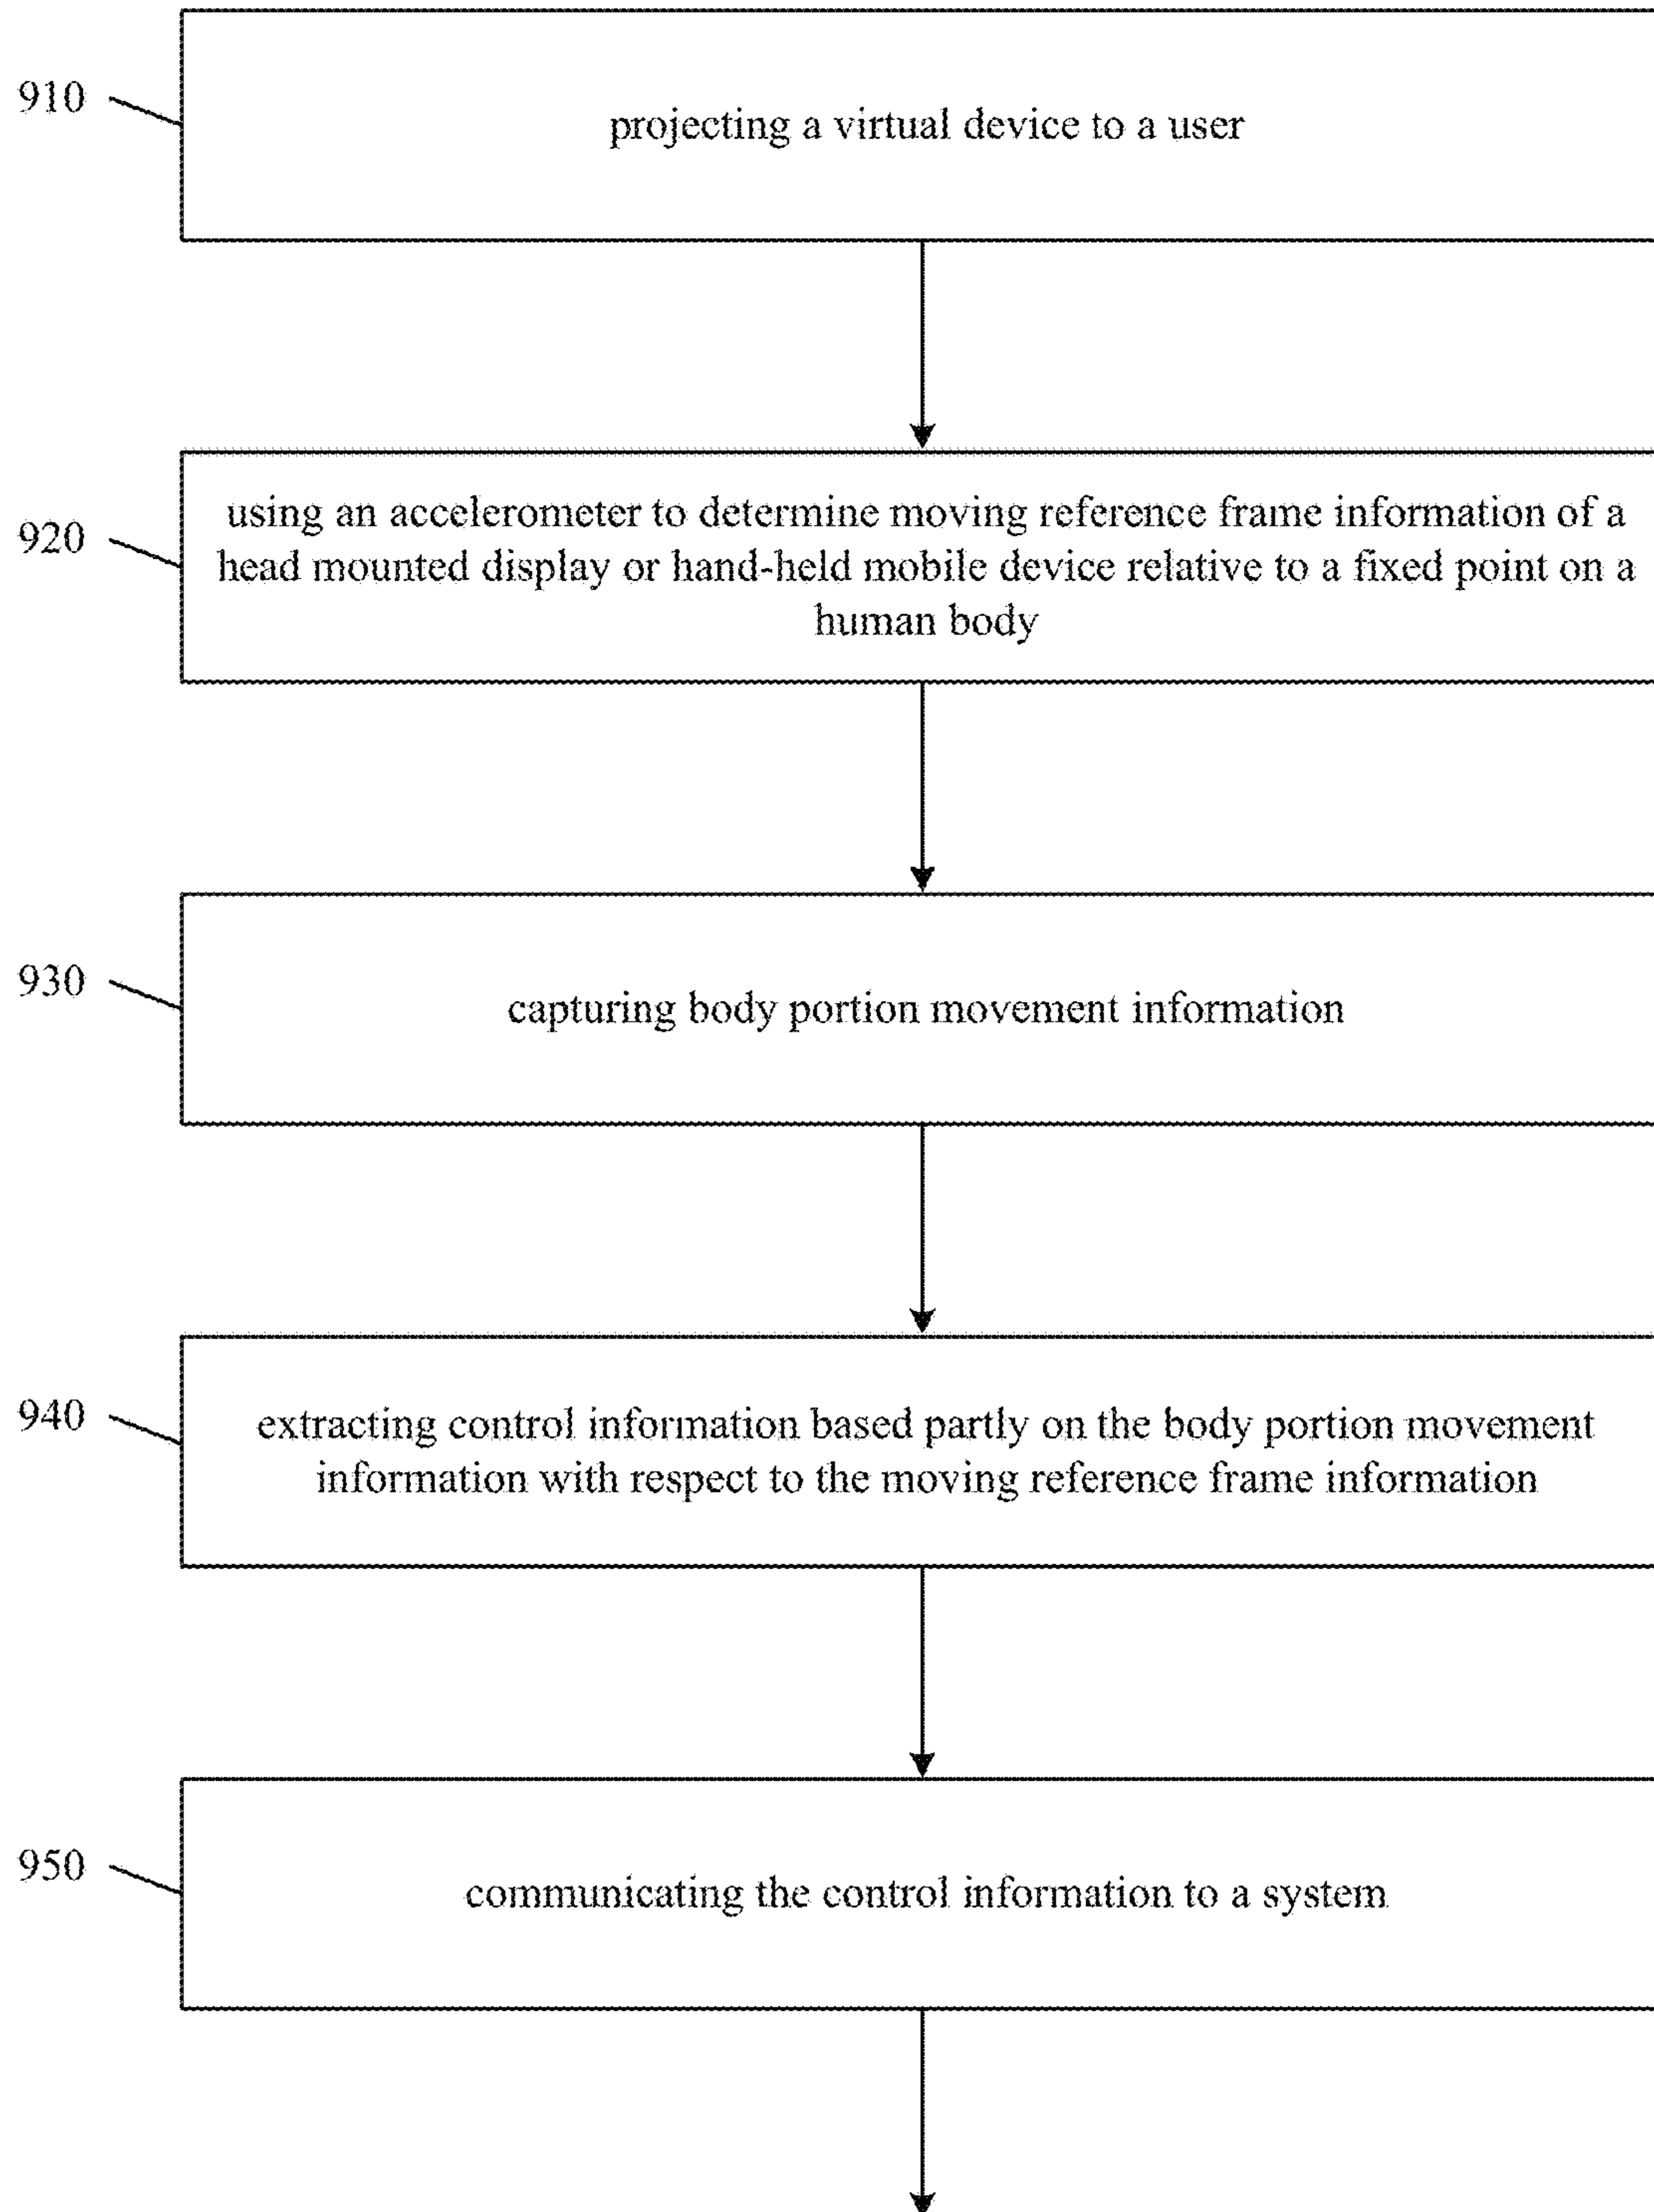 910
projecting a virtual device to a user
920
using an accelerometer to determine moving reference frame information of a
head mounted display or hand-held mobile device relative to a fixed point on a
human body
930
capturing body portion movement information
940
extracting control information based partly on the body portion movement
information with respect to the moving reference frame information
950
communicating the control information to a system